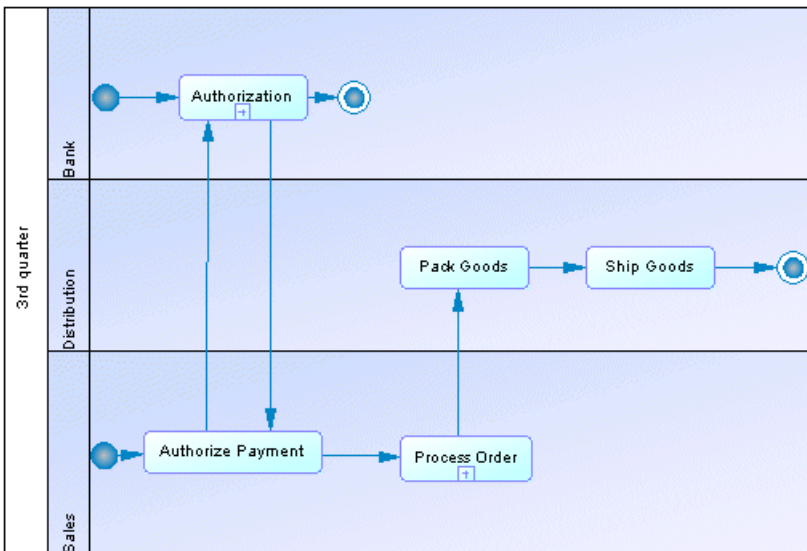 3rd quarter
Bank
Authorization
Distribution
Pack Goods
Ship Goods
Sales
Authorize Payment
Process Order